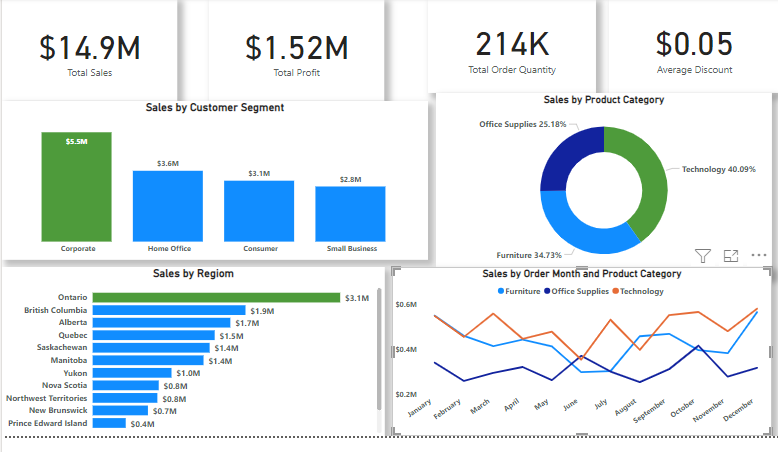 $14.9M
Total Sales
$1.52M
Total Profit
214K
Total Order Quantity
$0.05
Average Discount
Sales by Customer Segment
$5.5M
$3.6M
$3.1M
$2.8M
Corporate
Home Office
Consumer
Small Business
Sales by Product Category
Office Supplies 25.18%
Technology 40.09%
Furniture 34.73%
Sales by Regiom
Ontario $3.1M
British Columbia $1.9M
Alberta $1.7M
Quebec $1.5M
Saskachewan $1.4M
Manitoba $1.4M
Yukon $1.0M
Nova Scotia $0.8M
Northwest Territories $0.8M
New Brunswick $0.7M
Prince Edward Island $0.4M
Sales by Order Month and Product Category
Furniture Office Supplies Technology
$0.6M
$0.4M
$0.2M
January
February
March
April
May
June
July
August
September
October
November
December